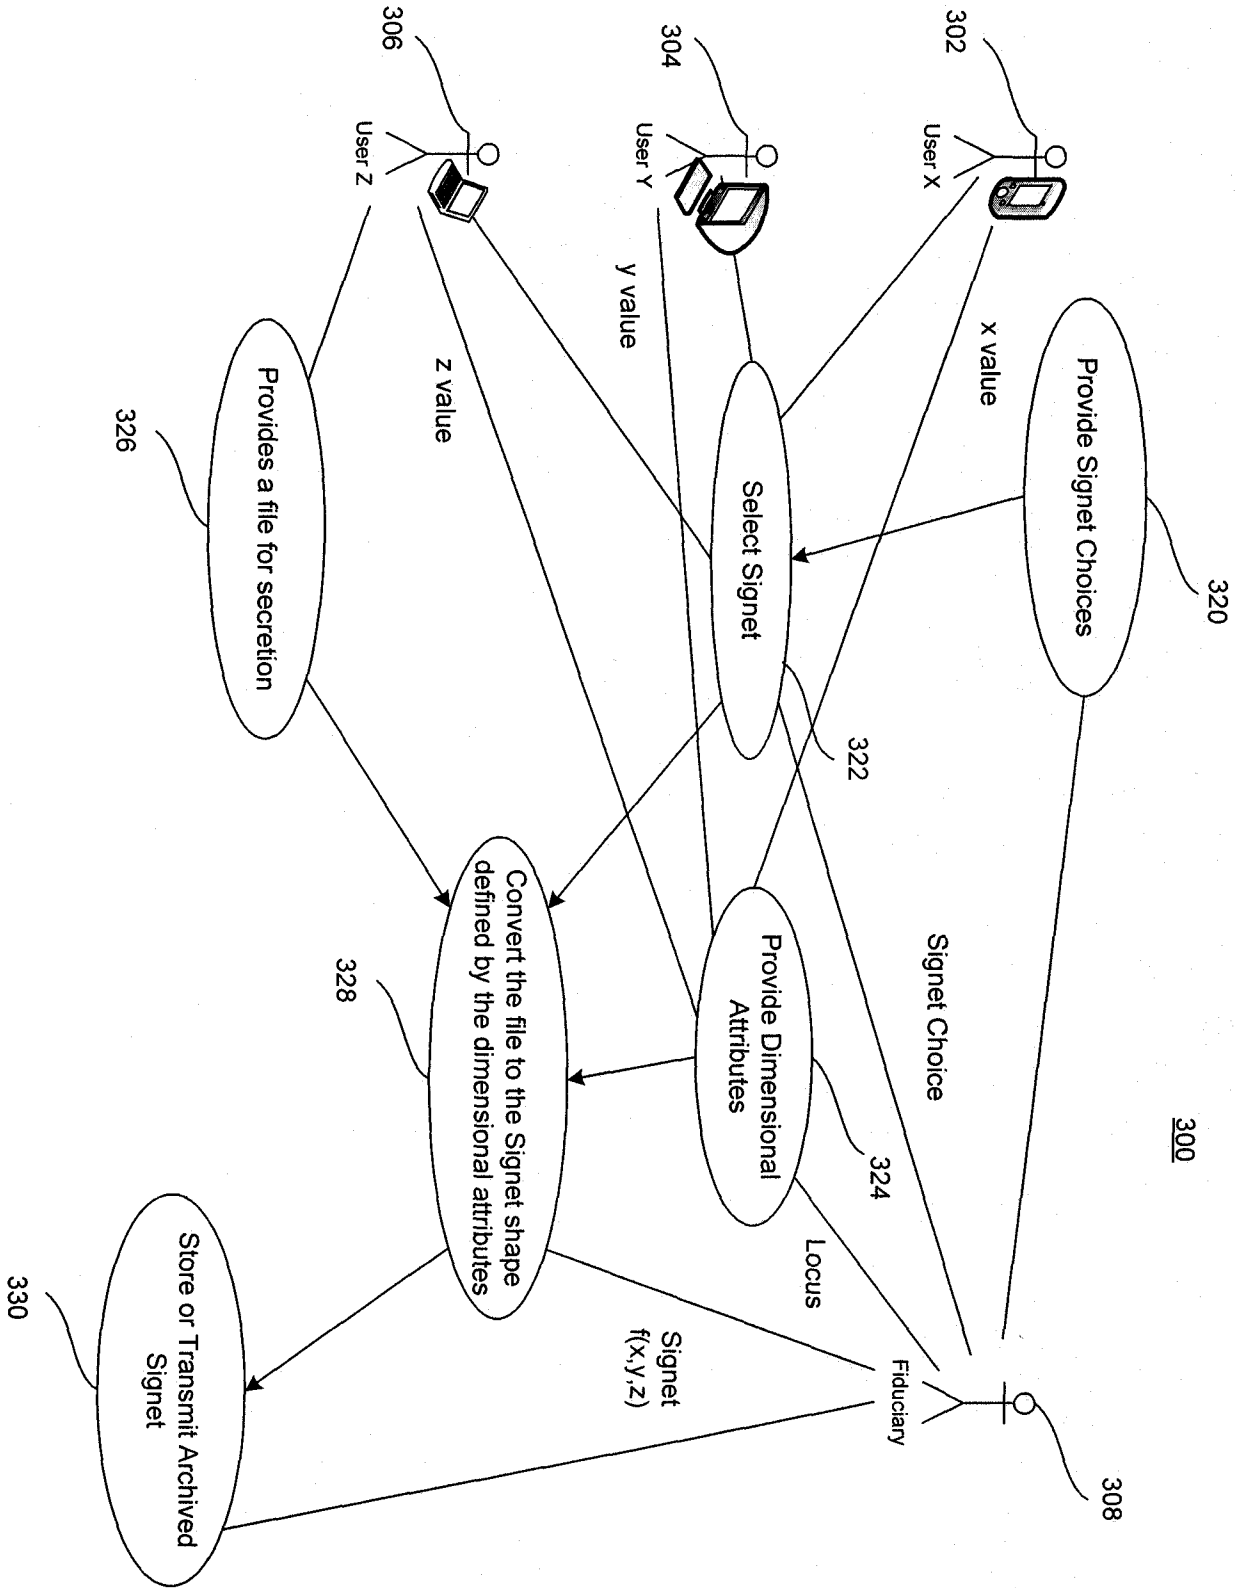 300
302
User X
304
User Y
306
User Z
308
Fiduciary
320
Provide Signet Choices
x value
Select Signet
322
Signet Choice
y value
Provide Dimensional
Attributes
324
Locus
z value
Convert the file to the Signet shape
defined by the dimensional attributes
328
Signet
f(x,y,z)
Provides a file for secretion
326
Store or Transmit Archived
Signet
330